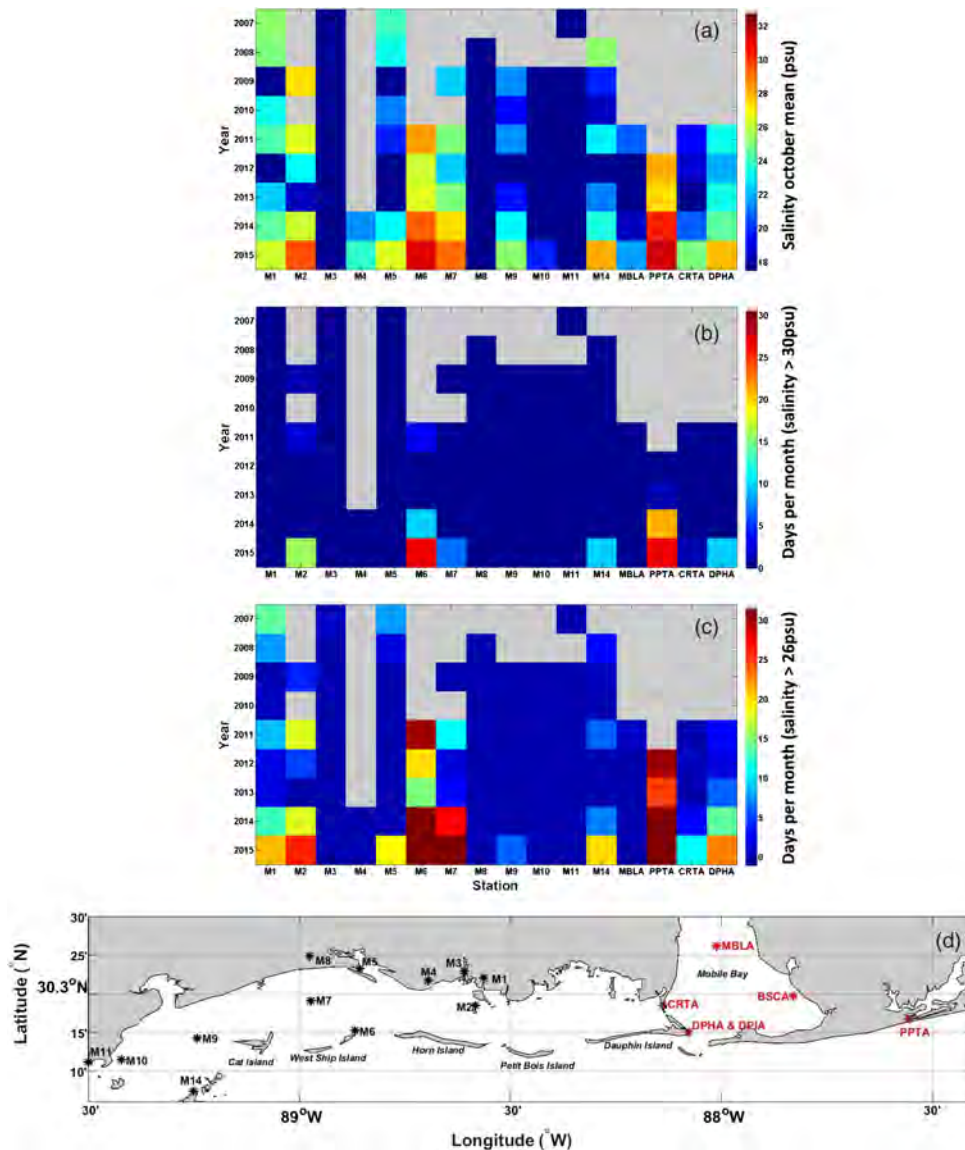 (a)
Year
2007
2008
2009
2010
2011
2012
2013
2014
2015
M1 M2 M3 M4 M5 M6 M7 M8 M9 M10 M11 M14 MBLA PPTA CRTA DPHA
32
30
28
26
24
22
20
18
Salinity october mean (psu)
(b)
Year
2007
2008
2009
2010
2011
2012
2013
2014
2015
M1 M2 M3 M4 M5 M6 M7 M8 M9 M10 M11 M14 MBLA PPTA CRTA DPHA
30
25
20
15
10
5
0
Days per month (salinity > 30psu)
(c)
Year
2007
2008
2009
2010
2011
2012
2013
2014
2015
M1 M2 M3 M4 M5 M6 M7 M8 M9 M10 M11 M14 MBLA PPTA CRTA DPHA
Station
30
25
20
15
10
5
0
Days per month (salinity > 26psu)
(d)
Latitude (°N)
30'
25'
30.3°N
15'
10'
MBLA
M8
M5
M3
M4
M1
Mobile Bay
BSCA
M7
M2
CRTA
M6
DPHA & DPIA
PPTA
M9
Cat Island
West Ship Island
Horn Island
Petit Bois Island
Dauphin Island
M11
M10
M14
30' 89°W 30' 88°W 30'
Longitude (°W)